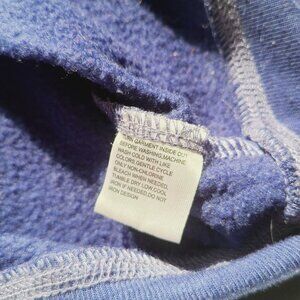 TURN GARMENT INSIDE OUT
BEFORE WASHING,MACHINE
WASH COLD WITH LIKE
COLORS,GENTLE CYCLE
ONLY NON-CHLORINE
BLEACH WHEN NEEDED.
TUMBLE DRY LOW.COOL
IRON IF NEEDED.DO NOT
IRON DESIGN